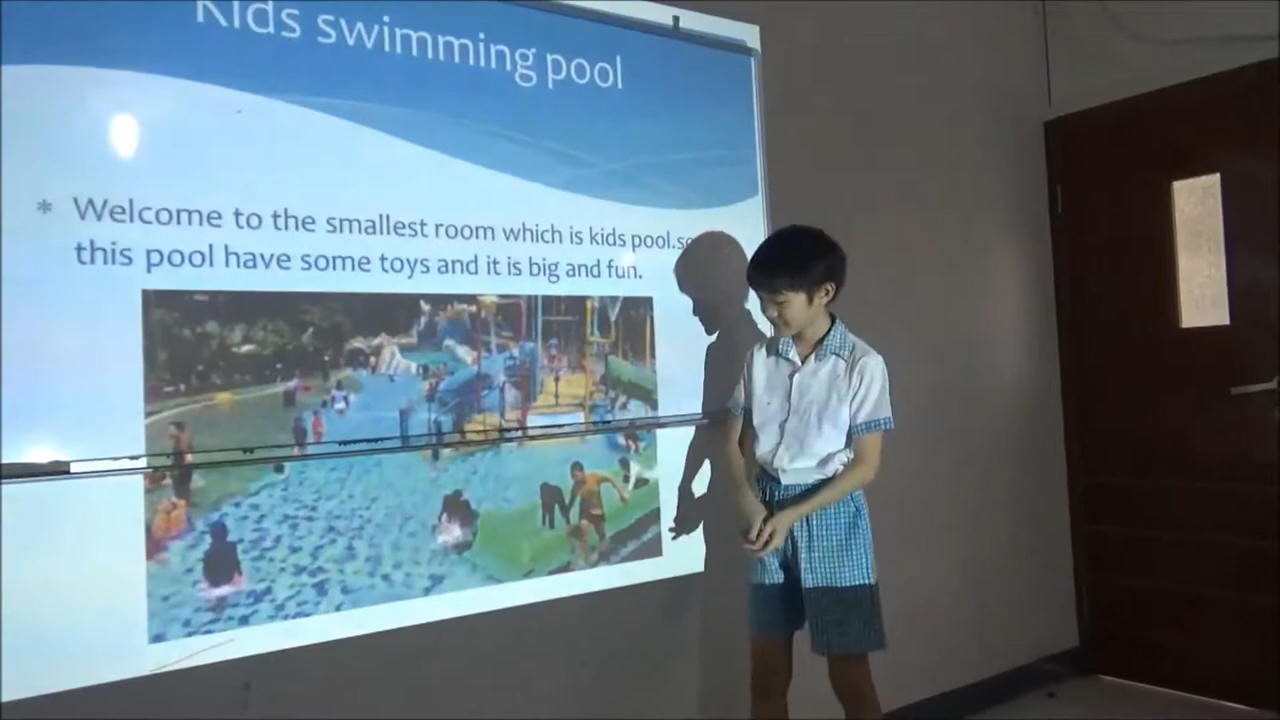 Kids swimming pool
* Welcome to the smallest room which is kids pool.so
this pool have some toys and it is big and fun.